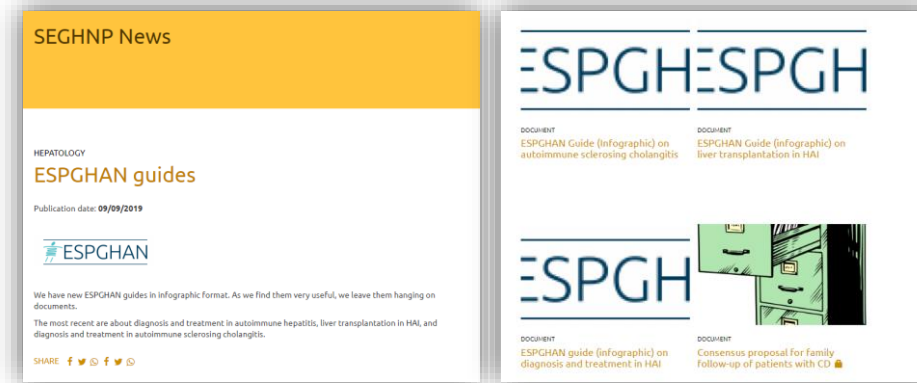 SEGHNP News
HEPATOLOGY
ESPGHAN guides
Publication date: 09/09/2019
ESPGHAN
We have new ESPGHAN guides in infographic format. As we find them very useful, we leave them hanging on
documents.
The most recent are about diagnosis and treatment in autoimmune hepatitis, liver transplantation in HAI, and
diagnosis and treatment in autoimmune sclerosing cholangitis.
SHARE
ESPGH
ESPGH
DOCUMENT
ESPGHAN Guide (Infographic) on
autoimmune sclerosing cholangitis
DOCUMENT
ESPGHAN Guide (infographic) on
liver transplantation in HAI
ESPGH
DOCUMENT
ESPGHAN guide (infographic) on
diagnosis and treatment in HAI
DOCUMENT
Consensus proposal for family
follow-up of patients with CD